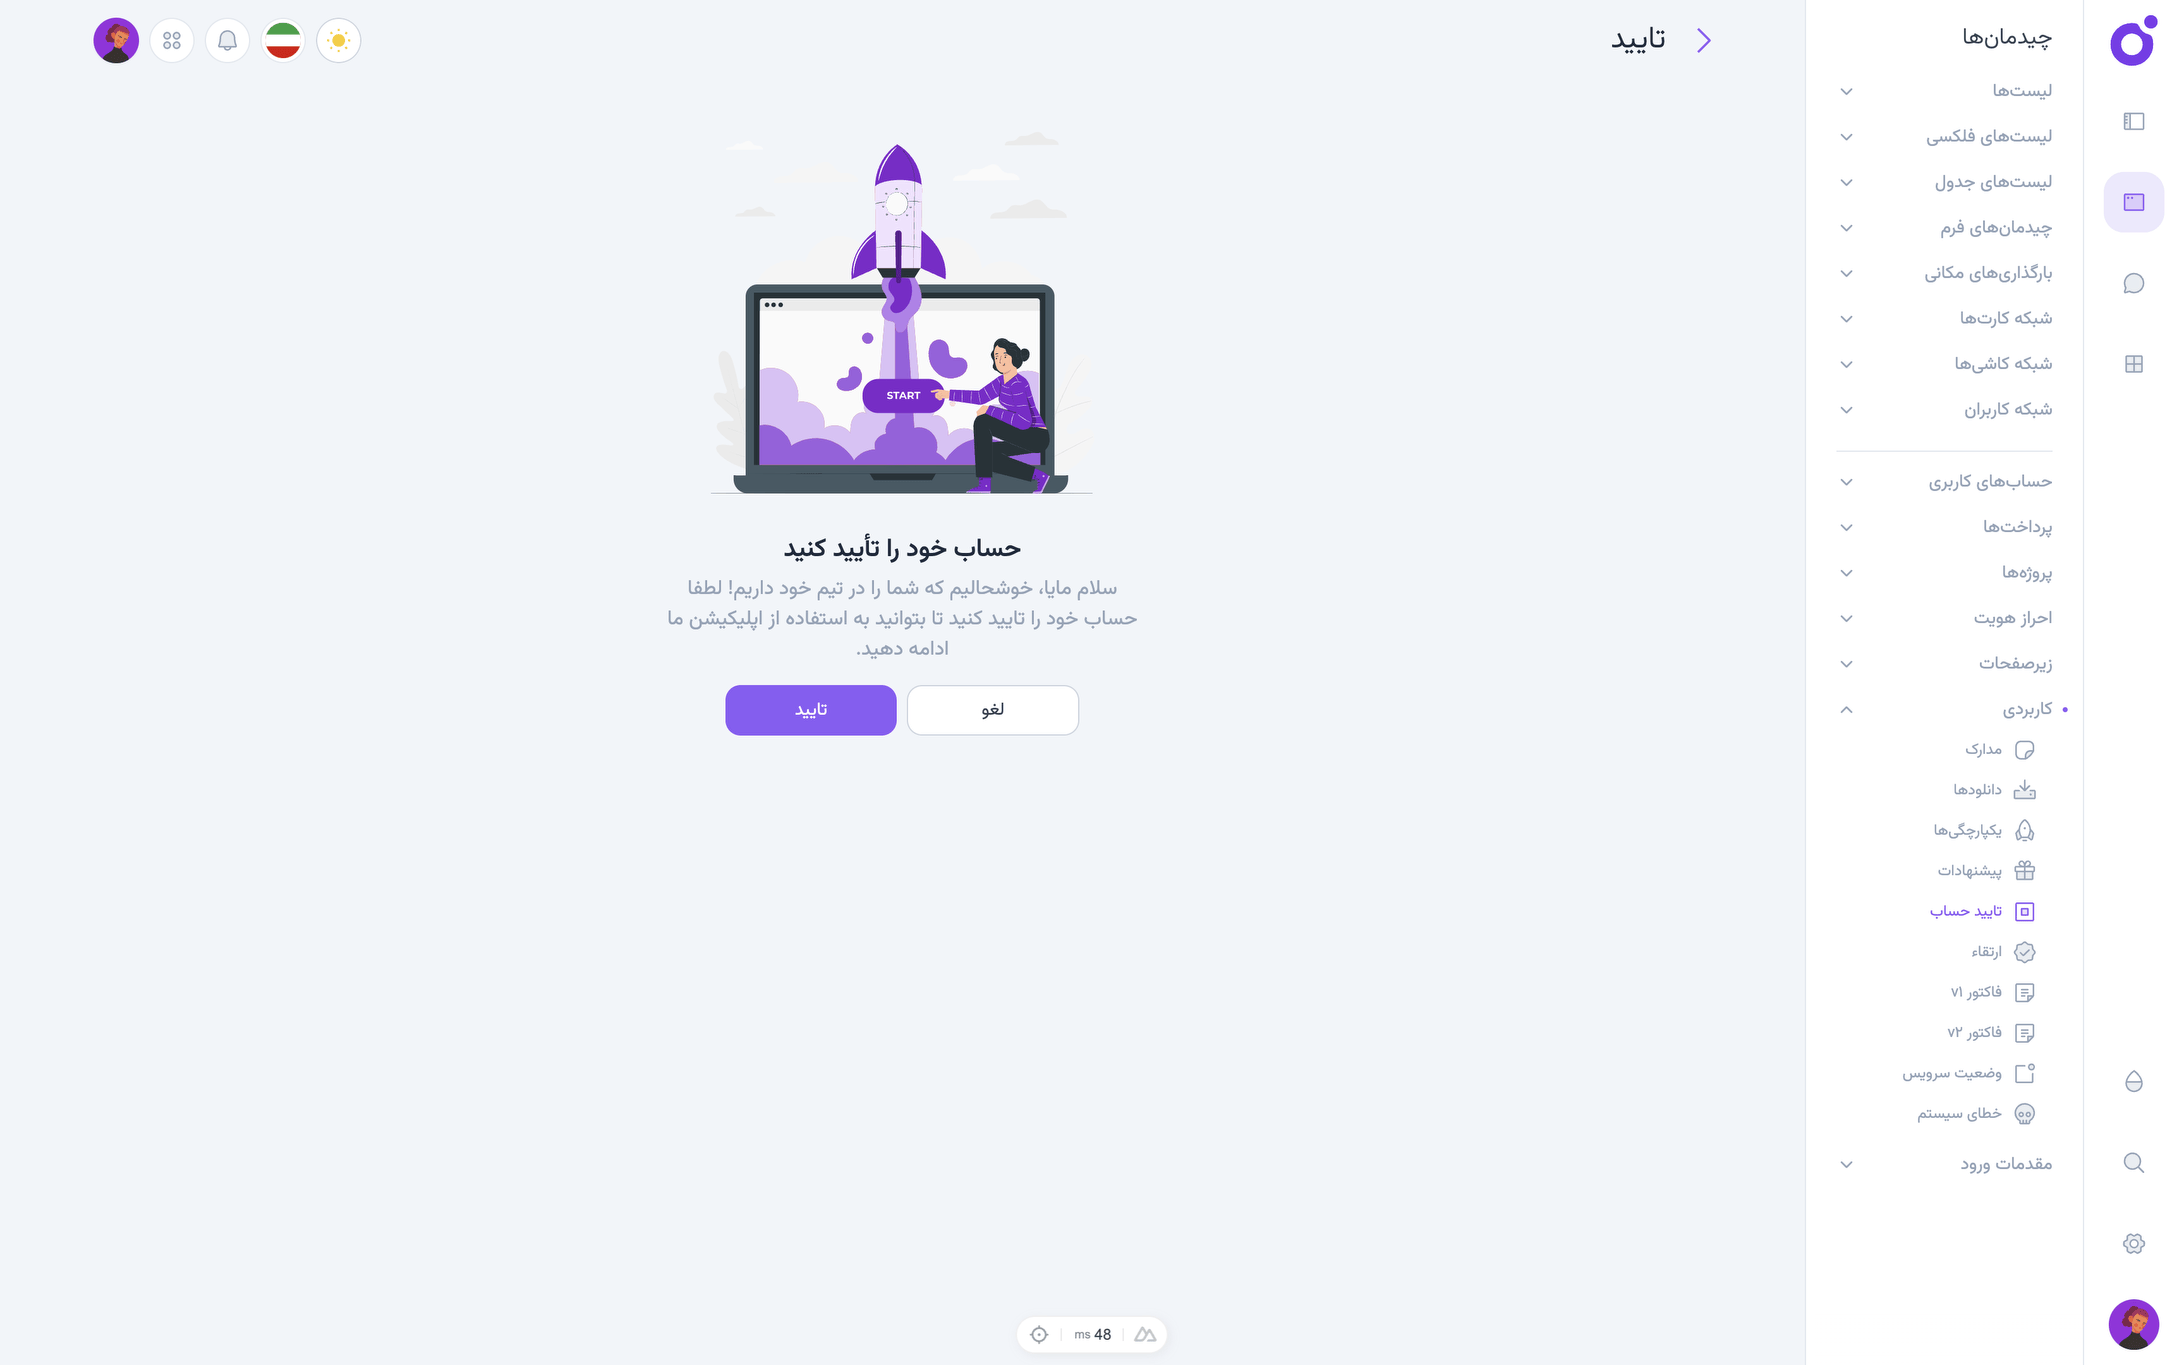 چیدمان‌ها
لیست‌ها
لیست‌های فلکسی
لیست‌های جدول
چیدمان‌های فرم
بارگذاری‌های مکانی
شبکه کارت‌ها
شبکه کاشی‌ها
شبکه کاربران
حساب‌های کاربری
پرداخت‌ها
پروژه‌ها
احراز هویت
زیرصفحات
کاربردی
مدارک
دانلودها
یکپارچگی‌ها
پیشنهادات
تایید حساب
ارتقاء
فاکتور v۱
فاکتور v۲
وضعیت سرویس
خطای سیستم
مقدمات ورود
تایید
START
حساب خود را تأیید کنید
سلام مایا، خوشحالیم که شما را در تیم خود داریم! لطفا
حساب خود را تایید کنید تا بتوانید به استفاده از اپلیکیشن ما
ادامه دهید.
لغو
تایید
48 ms